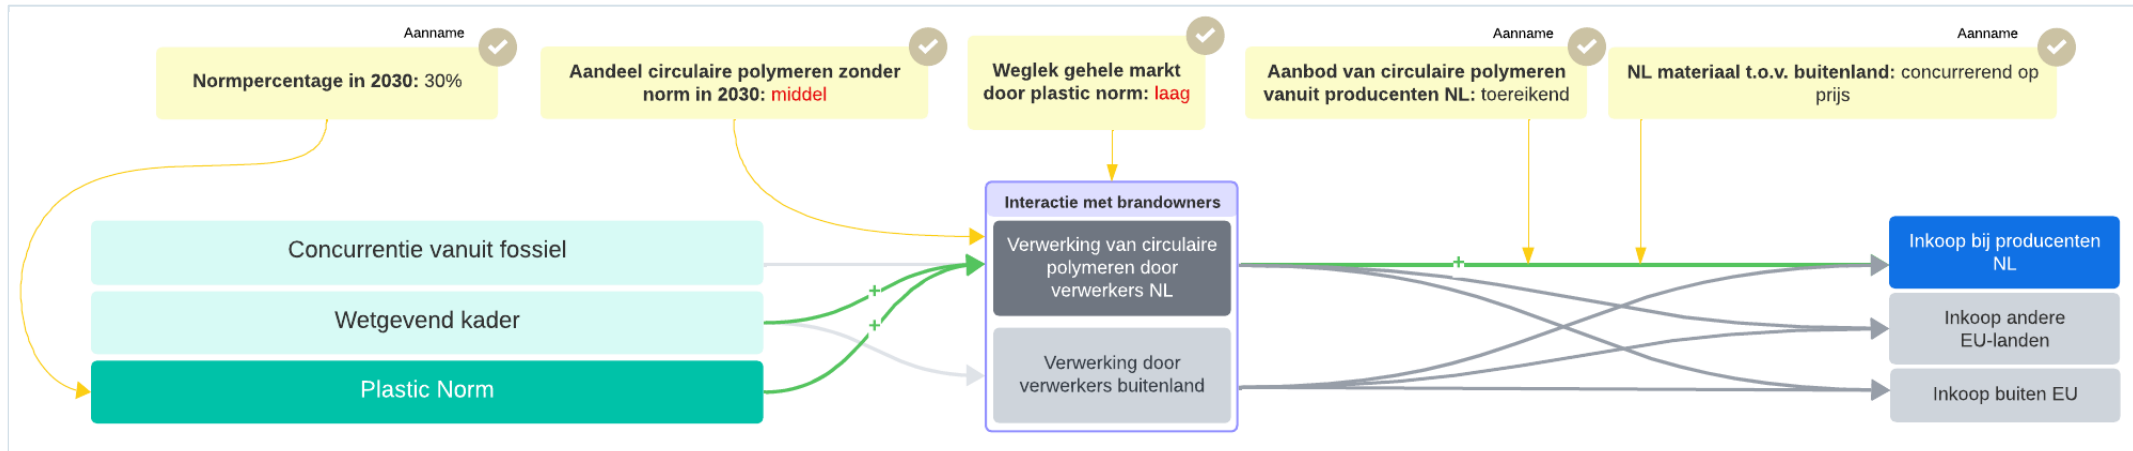 Aanname
Normpercentage in 2030: 30%
Aandeel circulaire polymeren zonder
norm in 2030: middel
Weglek gehele markt
door plastic norm: laag
Aanname
Aanbod van circulaire polymeren
vanuit producenten NL: toereikend
Aanname
NL materiaal t.o.v. buitenland: concurrerend op
prijs
Concurrentie vanuit fossiel
Wetgevend kader
Plastic Norm
+
+
Interactie met brandowners
Verwerking van circulaire
polymeren door
verwerkers NL
Verwerking door
verwerkers buitenland
+
Inkoop bij producenten
NL
Inkoop andere
EU-landen
Inkoop buiten EU